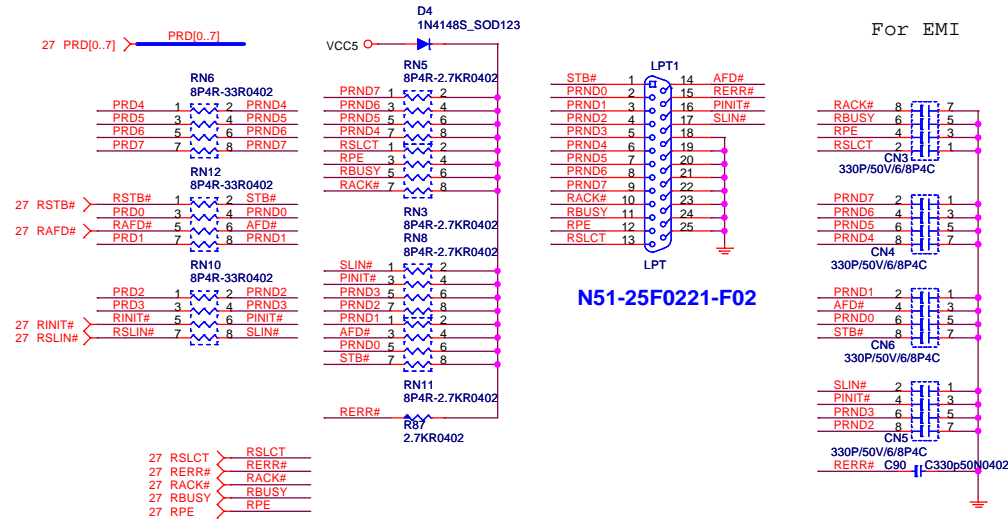 27 PRD[0..7] PRD[0..7]
RN6
8P4R-33R0402
PRD4 1 2 PRND4
PRD5 3 4 PRND5
PRD6 5 6 PRND6
PRD7 7 8 PRND7
RN12
8P4R-33R0402
27 RSTB# RSTB# 1 2 STB#
PRD0 3 4 PRND0
27 RAFD# RAFD# 5 6 AFD#
PRD1 7 8 PRND1
RN10
8P4R-33R0402
PRD2 1 2 PRND2
PRD3 3 4 PRND3
27 RINIT# RINIT# 5 6 PINIT#
27 RSLIN# RSLIN# 7 8 SLIN#
27 RSLCT RSLCT
27 RERR# RERR#
27 RACK# RACK#
27 RBUSY RBUSY
27 RPE RPE
D4
1N4148S_SOD123
VCC5
RN5
8P4R-2.7KR0402
PRND7 1 2
PRND6 3 4
PRND5 5 6
PRND4 7 8
RSLCT 1 2
RPE 3 4
RBUSY 5 6
RACK# 7 8
RN3
8P4R-2.7KR0402
RN8
8P4R-2.7KR0402
SLIN# 1 2
PINIT# 3 4
PRND3 5 6
PRND2 7 8
PRND1 1 2
AFD# 3 4
PRND0 5 6
STB# 7 8
RN11
8P4R-2.7KR0402
RERR#
R87
2.7KR0402
LPT1
STB# 1 14 AFD#
PRND0 2 15 RERR#
PRND1 3 16 PINIT#
PRND2 4 17 SLIN#
PRND3 5 18
PRND4 6 19
PRND5 7 20
PRND6 8 21
PRND7 9 22
RACK# 10 23
RBUSY 11 24
RPE 12 25
RSLCT 13
LPT
N51-25F0221-F02
For EMI
RACK# 8 7
RBUSY 6 5
RPE 4 3
RSLCT 2 1
CN3
330P/50V/6/8P4C
PRND7 2 1
PRND6 4 3
PRND5 6 5
PRND4 8 7
CN4
330P/50V/6/8P4C
PRND1 2 1
AFD# 4 3
PRND0 6 5
STB# 8 7
CN6
330P/50V/6/8P4C
SLIN# 2 1
PINIT# 4 3
PRND3 6 5
PRND2 8 7
CN5
330P/50V/6/8P4C
RERR# C90 C330p50N0402